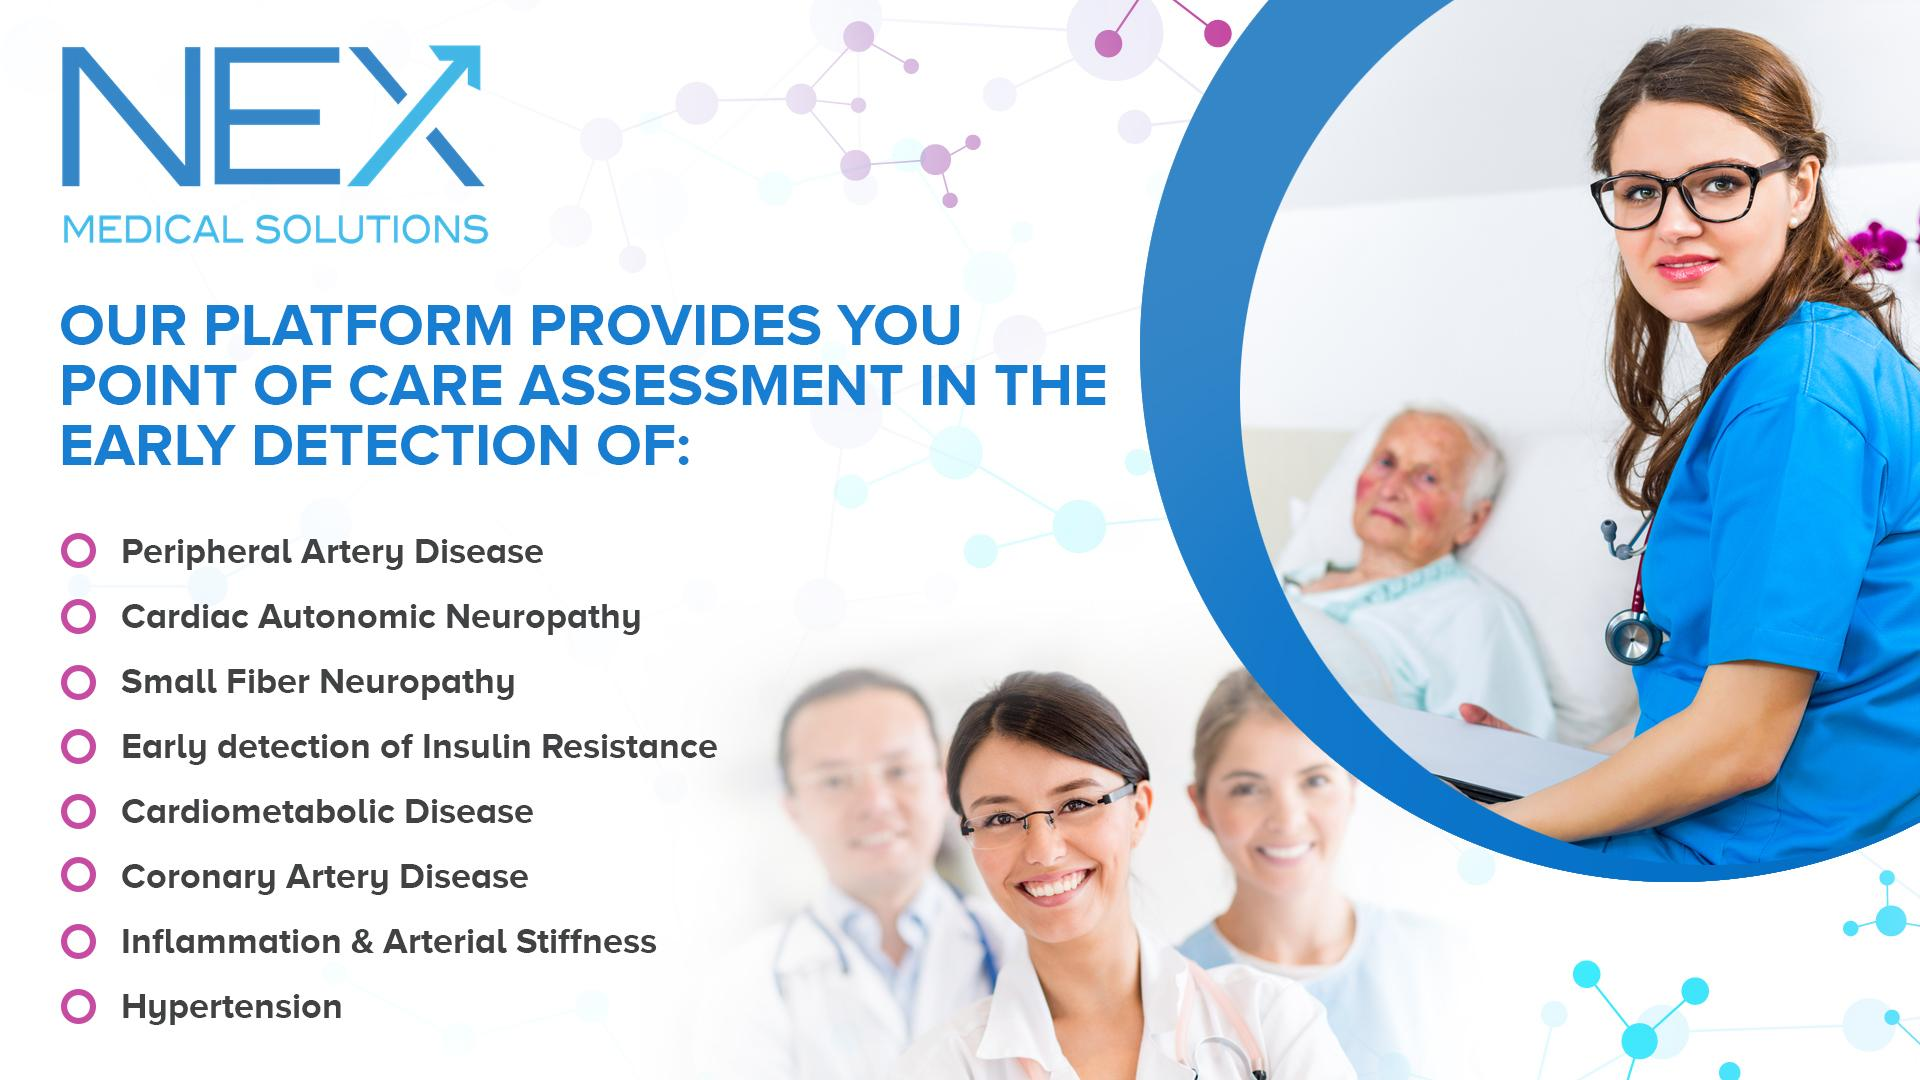 NEX
MEDICAL SOLUTIONS
OUR PLATFORM PROVIDES YOU
POINT OF CARE ASSESSMENT IN THE
EARLY DETECTION OF:
Peripheral Artery Disease
Cardiac Autonomic Neuropathy
Small Fiber Neuropathy
Early detection of Insulin Resistance
Cardiometabolic Disease
Coronary Artery Disease
Inflammation & Arterial Stiffness
Hypertension